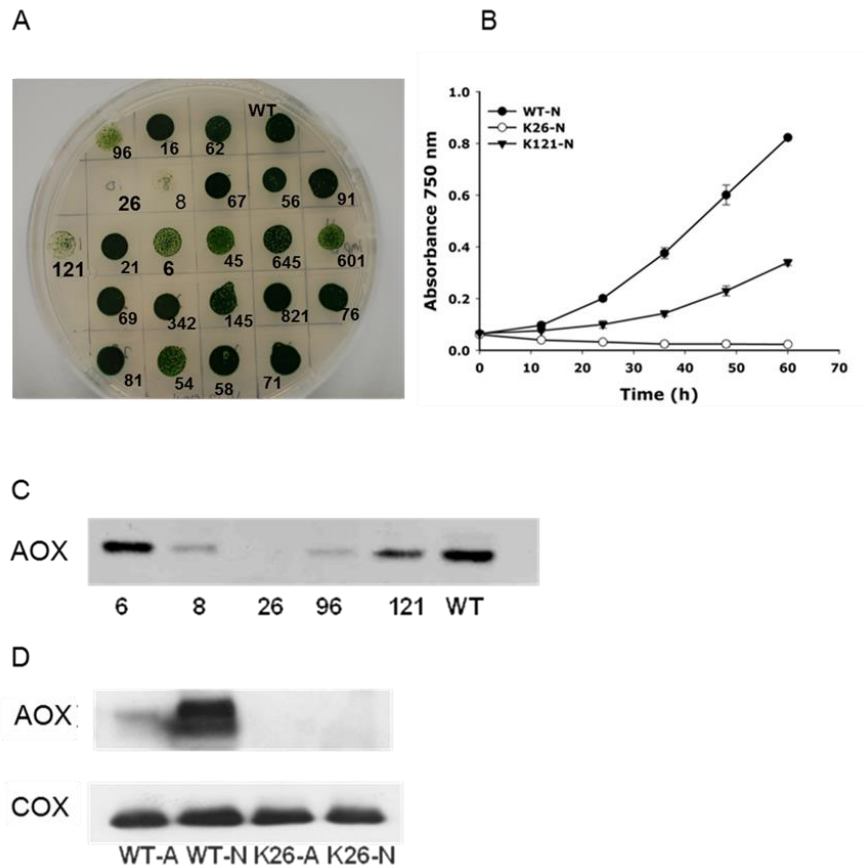 A
B
WT
96 16 62
26 8 67 56 91
121 21 6 45 645 601
69 342 145 821 76
81 54 58 71
1.0
0.8
0.6
0.4
0.2
0.0
Absorbance 750 nm
WT-N
K26-N
K121-N
0 10 20 30 40 50 60 70
Time (h)
C
AOX
6 8 26 96 121 WT
D
AOX
COX
WT-A WT-N K26-A K26-N